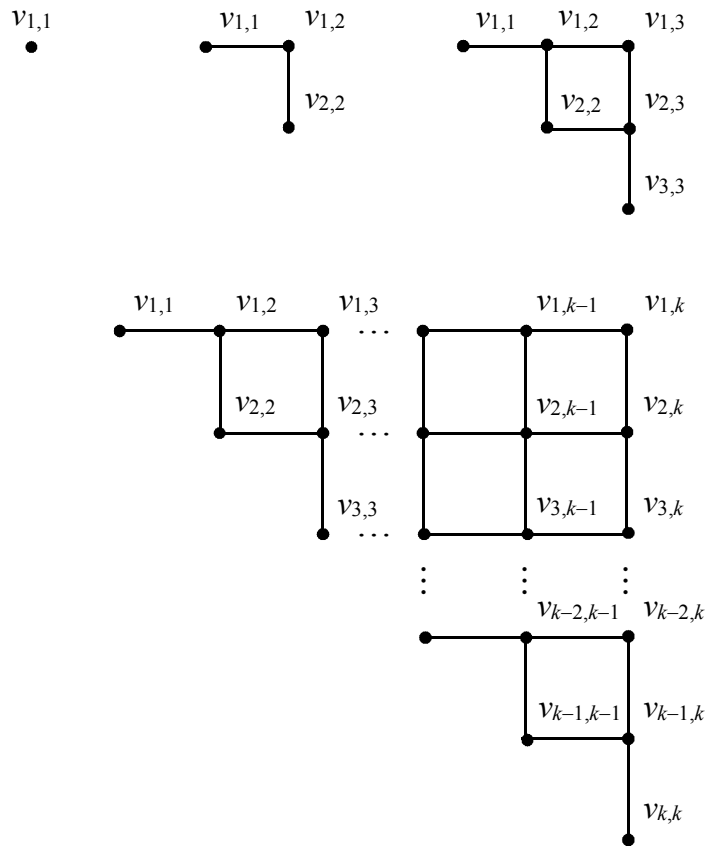 v1,1 v1,1 v1,2 v1,1 v1,2 v1,3
v2,2 v2,2 v2,3
v3,3
v1,1 v1,2 v1,3 ... v1,k−1 v1,k
v2,2 v2,3 ... v2,k−1 v2,k
v3,3 ... v3,k−1 v3,k
⋮ ⋮ ⋮
vk−2,k−1 vk−2,k
vk−1,k−1 vk−1,k
vk,k